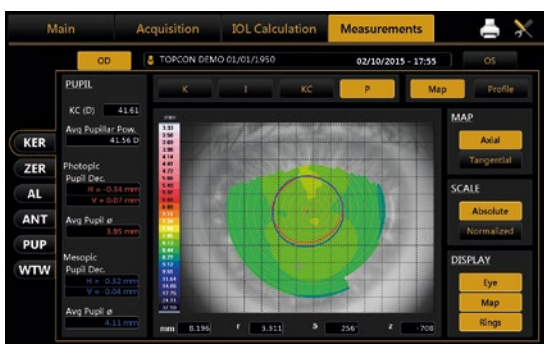 Main Acquisition IOL Calculation Measurements
OD TOPCON DEMO 01/01/1950 02/10/2015 - 17:55 OS
PUPIL
K I KC P Map Profile
KC (D) 41.61
Avg Pupillar Pow.
41.56 D
Photopic
Pupil Dec.
H = -0.34 mm
V = 0.07 mm
Avg Pupil ø
3.95 mm
Mesopic
Pupil Dec.
H = -0.32 mm
V = -0.04 mm
Avg Pupil ø
4.11 mm
KER
ZER
AL
ANT
PUP
WTW
mm
MAP
Axial
Tangential
SCALE
Absolute
Normalized
DISPLAY
Eye
Map
Rings
mm 8.196 r 3.311 s 256° z -708